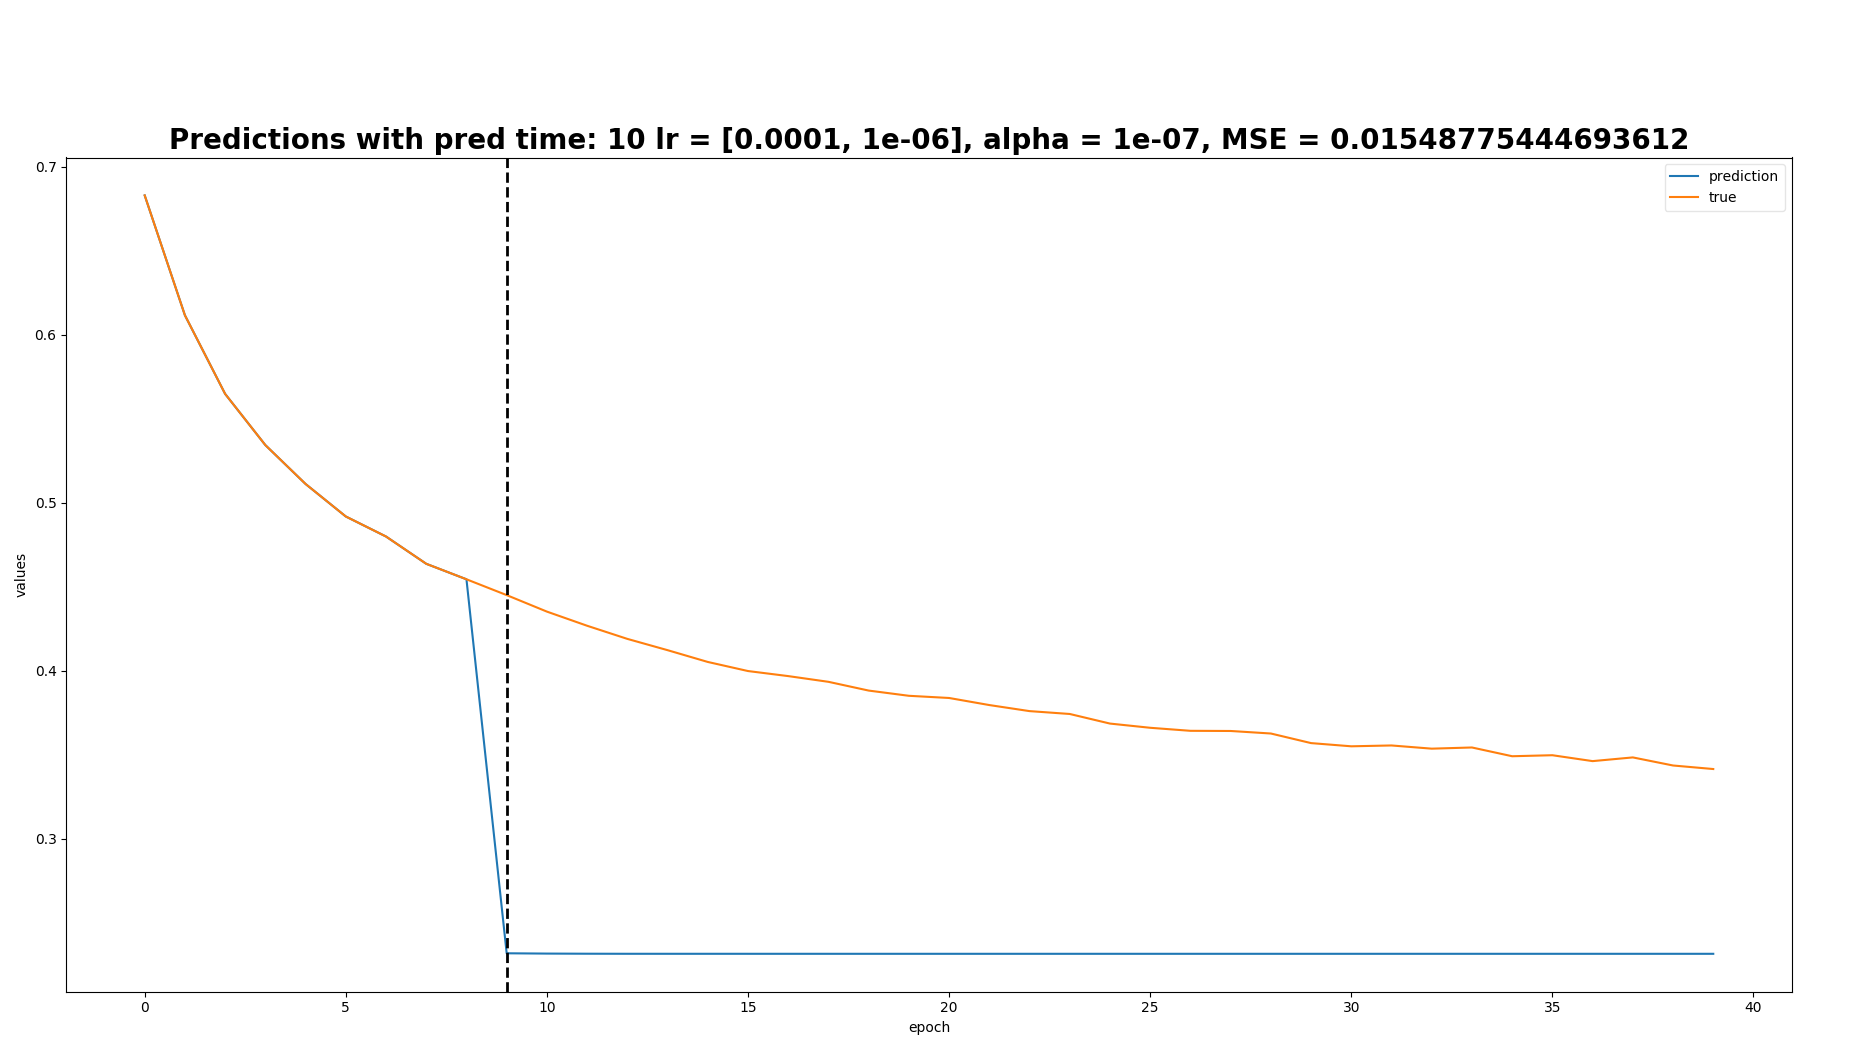 Predictions with pred time: 10 lr = [0.0001, 1e-06], alpha = 1e-07, MSE = 0.01548775444693612
prediction
true
0.7
0.6
0.5
0.4
0.3
values
0 5 10 15 20 25 30 35 40
epoch